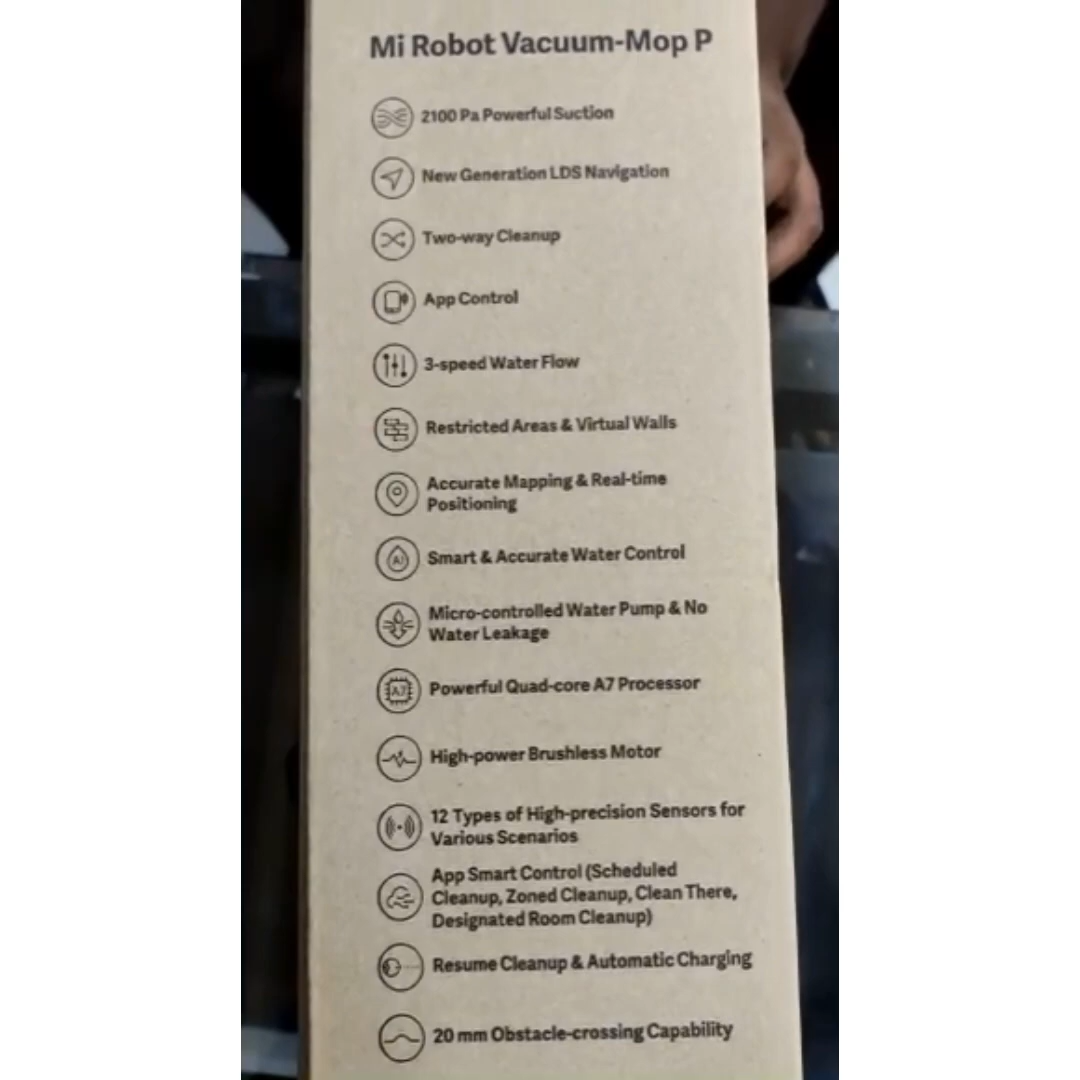 Mi Robot Vacuum-Mop P
2100 Pa Powerful Suction
New Generation LDS Navigation
Two-way Cleanup
App Control
3-speed Water Flow
Restricted Areas & Virtual Walls
Accurate Mapping & Real-time
Positioning
Smart & Accurate Water Control
AI
Micro-controlled Water Pump & No
Water Leakage
A7
Powerful Quad-core A7 Processor
High-power Brushless Motor
12 Types of High-precision Sensors for
Various Scenarios
App Smart Control (Scheduled
Cleanup, Zoned Cleanup, Clean There,
Designated Room Cleanup)
Resume Cleanup & Automatic Charging
20 mm Obstacle-crossing Capability